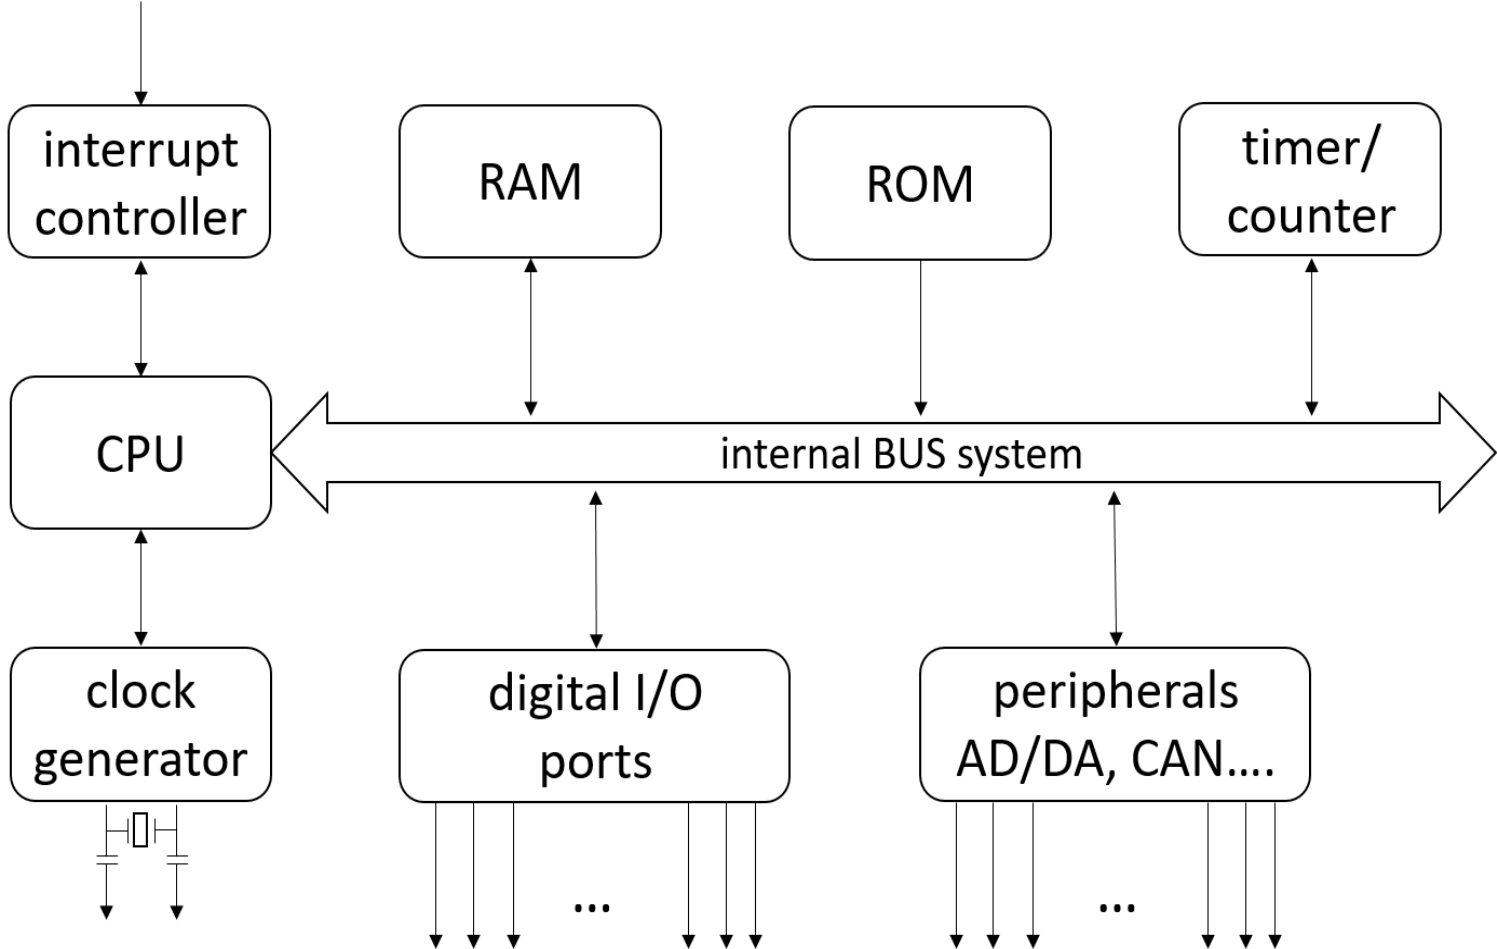 interrupt
controller
RAM
ROM
timer/
counter
CPU
internal BUS system
clock
generator
digital I/O
ports
...
peripherals
AD/DA, CAN....
...